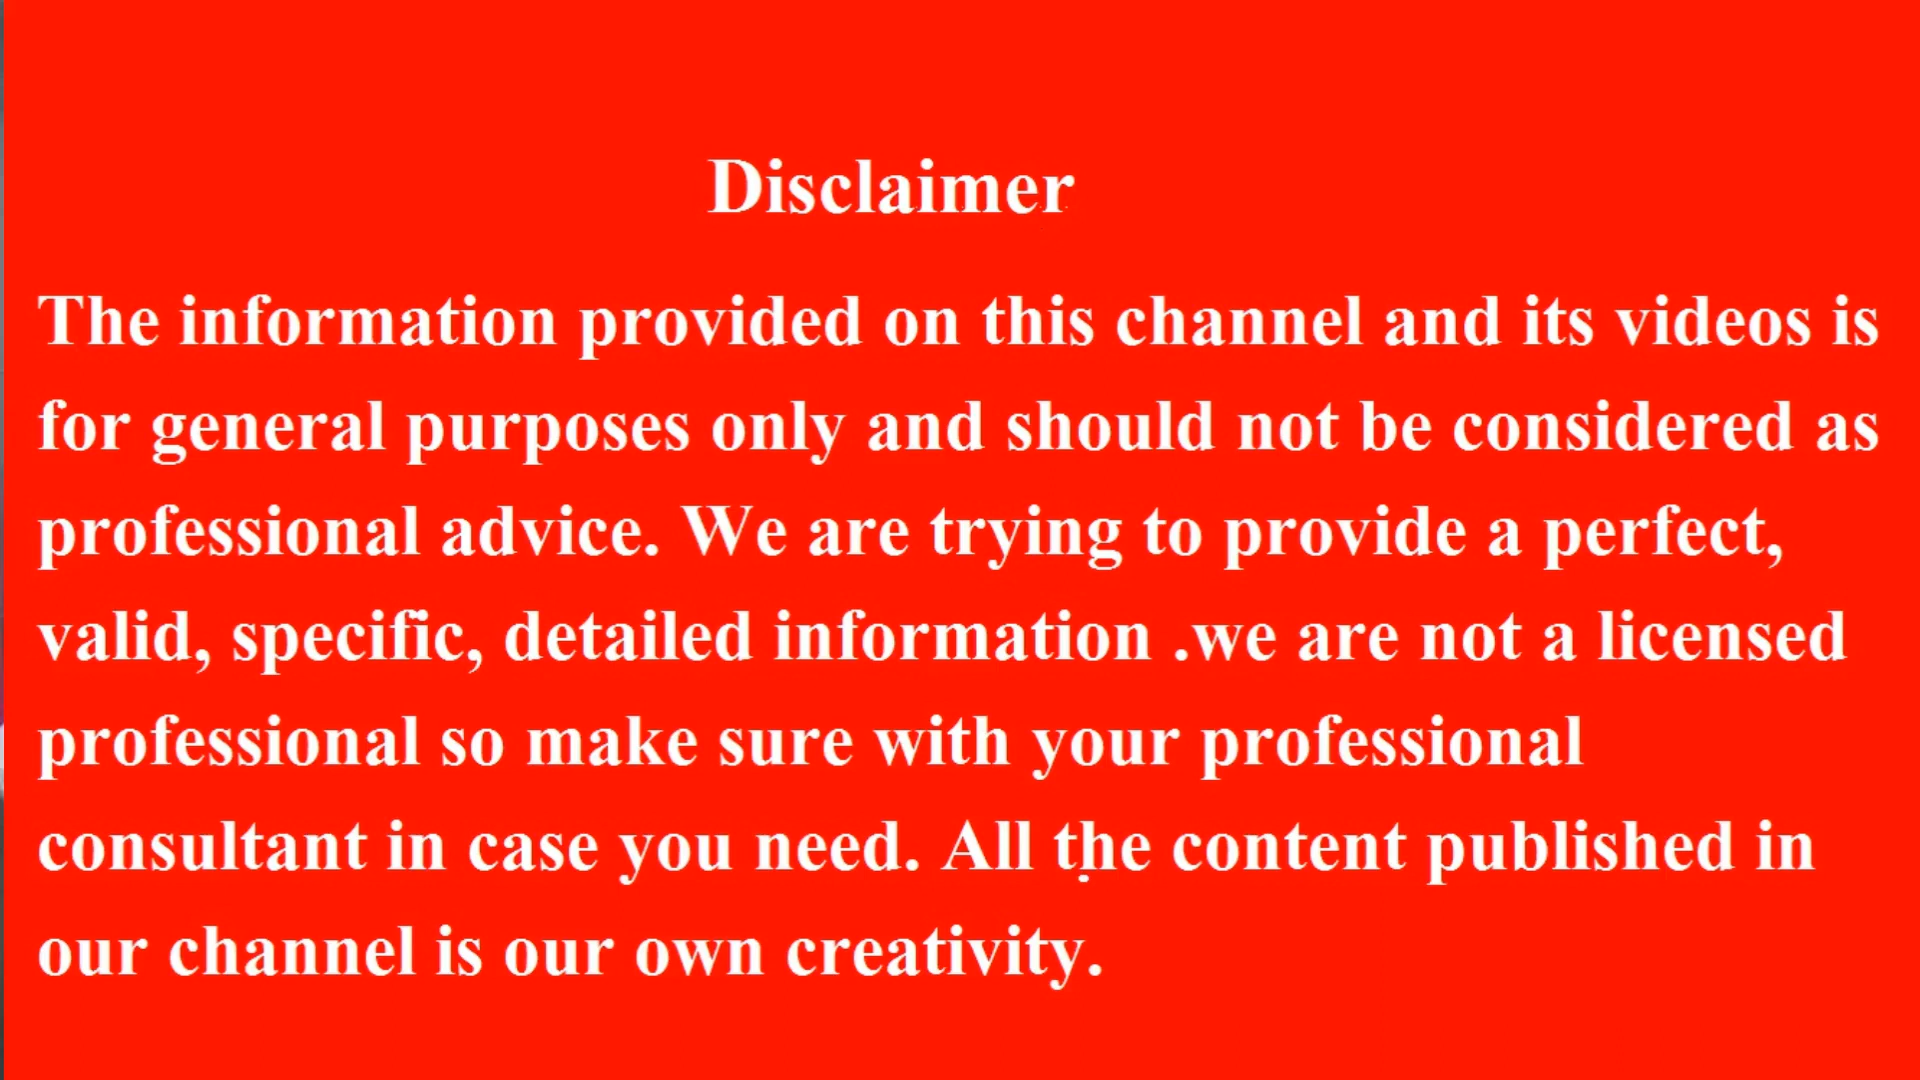 Disclaimer
The information provided on this channel and its videos is
for general purposes only and should not be considered as
professional advice. We are trying to provide a perfect,
valid, specific, detailed information .we are not a licensed
professional so make sure with your professional
consultant in case you need. All the content published in
our channel is our own creativity.